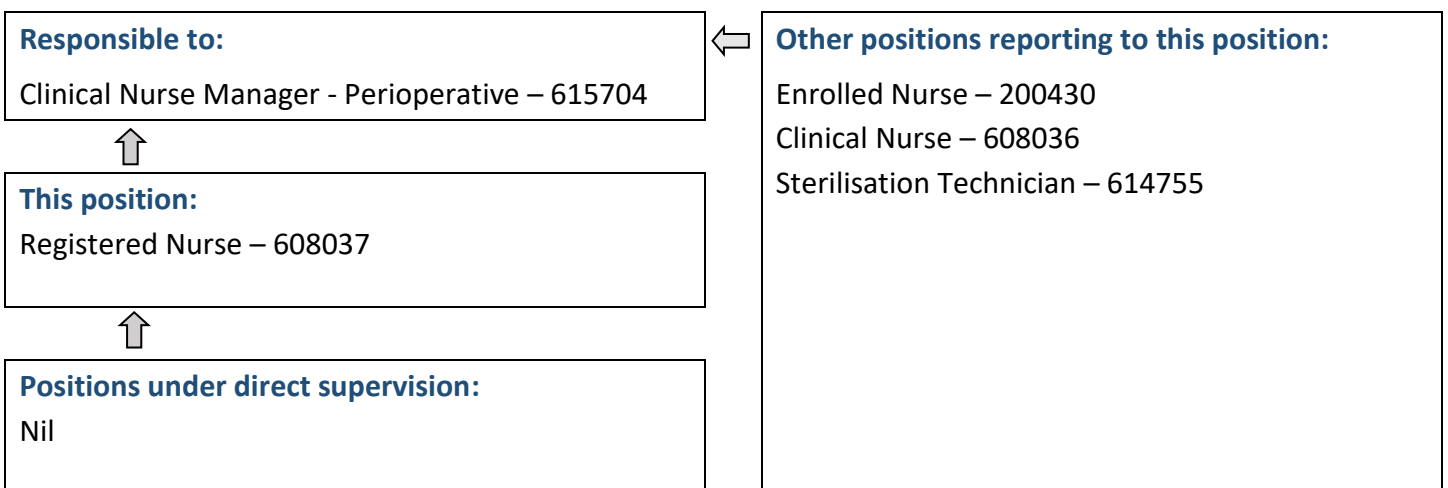 Responsible to:
Clinical Nurse Manager - Perioperative – 615704
This position:
Registered Nurse – 608037
Positions under direct supervision:
Nil
Other positions reporting to this position:
Enrolled Nurse – 200430
Clinical Nurse – 608036
Sterilisation Technician – 614755